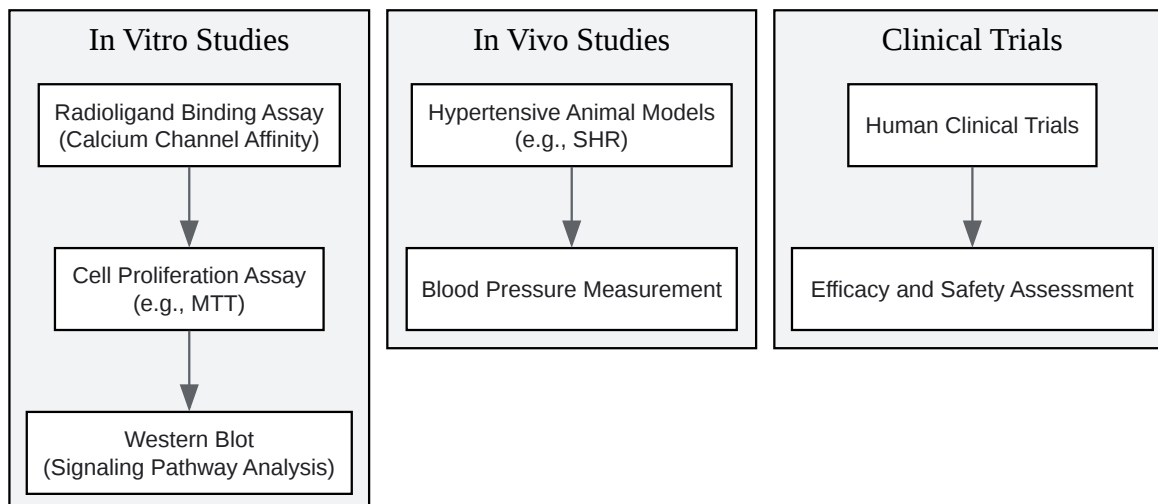 In Vitro Studies
Radioligand Binding Assay
(Calcium Channel Affinity)
Cell Proliferation Assay
(e.g., MTT)
Western Blot
(Signaling Pathway Analysis)
In Vivo Studies
Hypertensive Animal Models
(e.g., SHR)
Blood Pressure Measurement
Clinical Trials
Human Clinical Trials
Efficacy and Safety Assessment